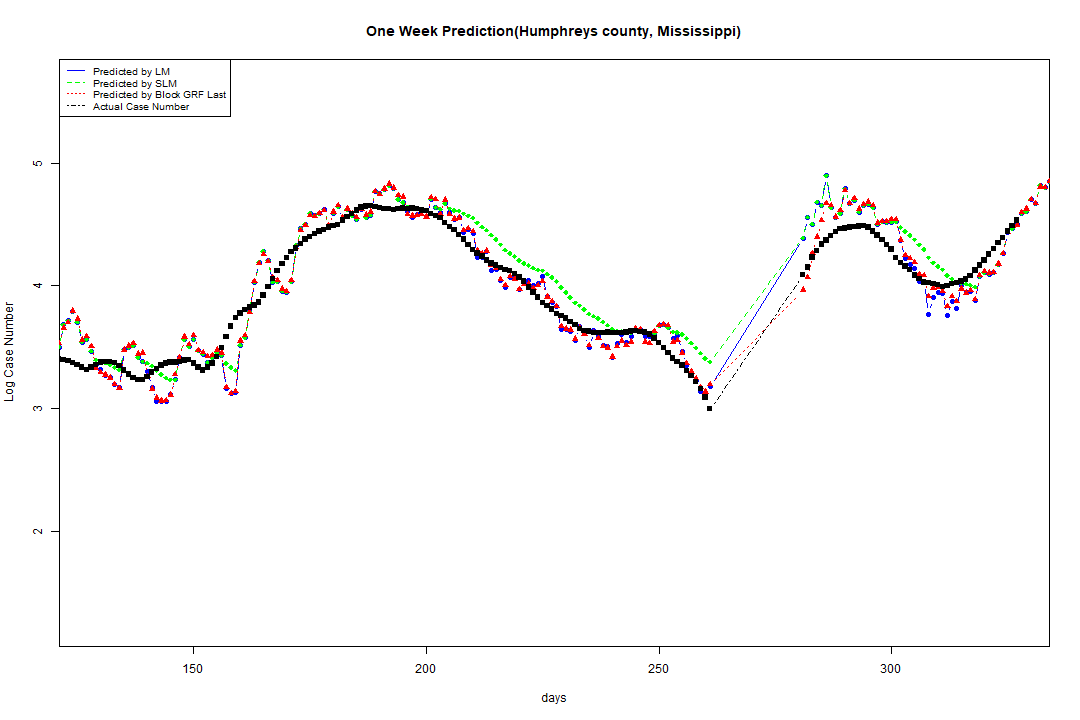 One Week Prediction(Humphreys county, Mississippi)
Predicted by LM
Predicted by SLM
Predicted by Block GRF Last
Actual Case Number
Log Case Number
5
4
3
2
150
200
250
300
days